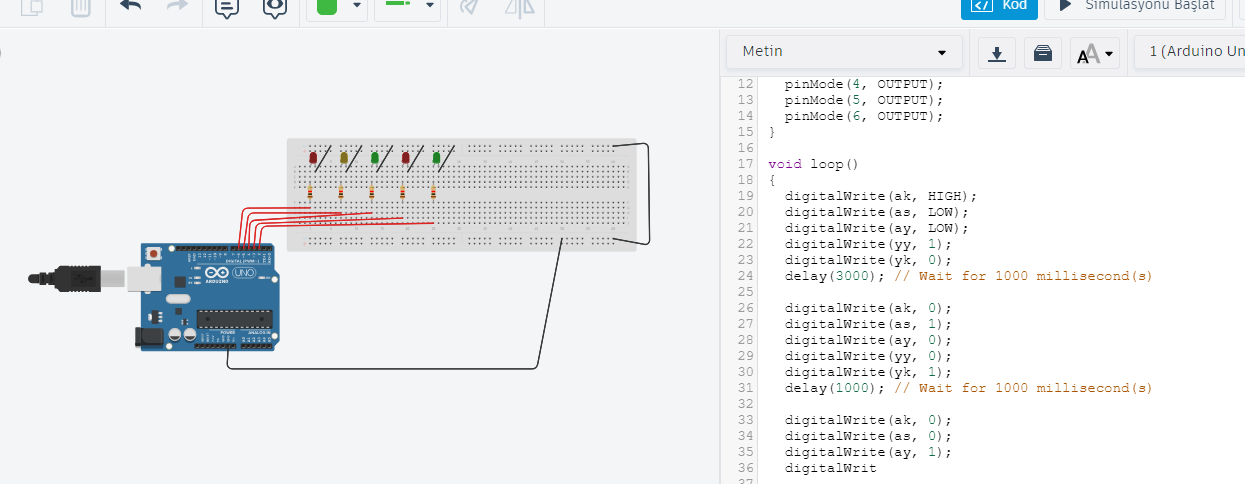 Kod
Simülasyonu Başlat
Metin
AA
1 (Arduino Un
12 pinMode(4, OUTPUT);
13 pinMode(5, OUTPUT);
14 pinMode(6, OUTPUT);
15 }
16
17 void loop()
18 {
19 digitalWrite(ak, HIGH);
20 digitalWrite(as, LOW);
21 digitalWrite(ay, LOW);
22 digitalWrite(yy, 1);
23 digitalWrite(yk, 0);
24 delay(3000); // Wait for 1000 millisecond(s)
25
26 digitalWrite(ak, 0);
27 digitalWrite(as, 1);
28 digitalWrite(ay, 0);
29 digitalWrite(yy, 0);
30 digitalWrite(yk, 1);
31 delay(1000); // Wait for 1000 millisecond(s)
32
33 digitalWrite(ak, 0);
34 digitalWrite(as, 0);
35 digitalWrite(ay, 1);
36 digitalWrit
37
UNO
ARDUINO
POWER